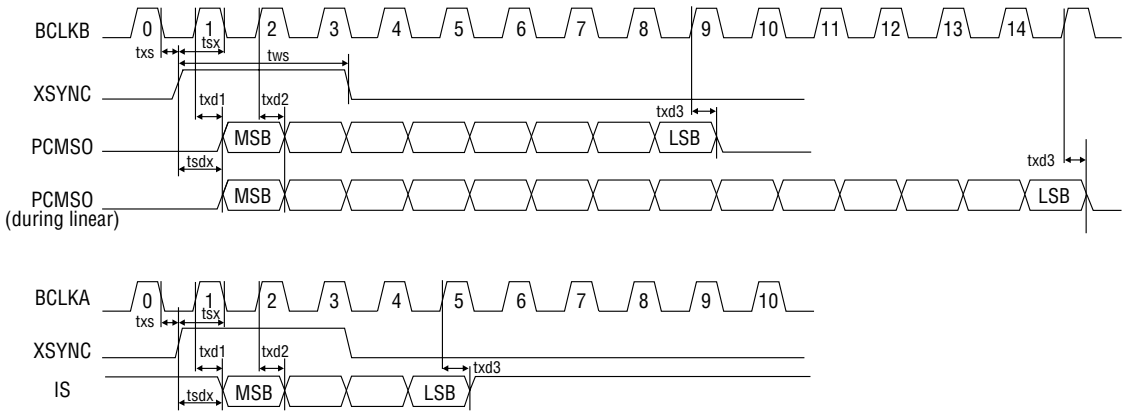 BCLKB 0 1 2 3 4 5 6 7 8 9 10 11 12 13 14
txs tsx
tws
XSYNC
txd1 txd2 txd3
PCMSO MSB LSB
tsdx txd3
PCMSO MSB LSB
(during linear)
BCLKA 0 1 2 3 4 5 6 7 8 9 10
txs tsx
XSYNC
txd1 txd2 txd3
IS MSB LSB
tsdx